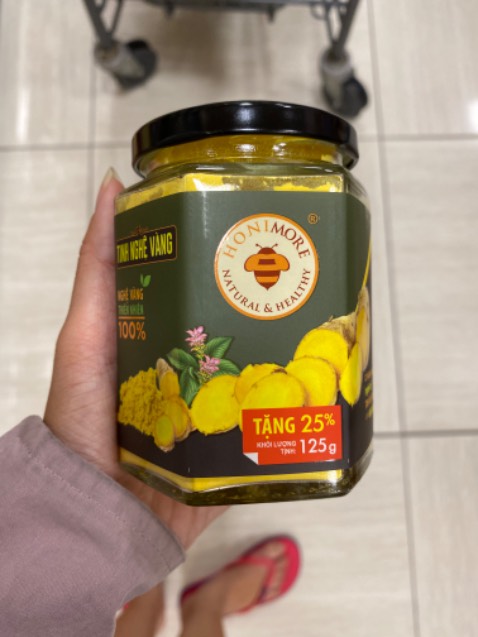 TINH NGHỆ VÀNG
NGHỆ VÀNG
THIÊN NHIÊN
100%
HONIMORE
®
NATURAL & HEALTHY
TẶNG 25%
KHỐI LƯỢNG
TỊNH: 125g